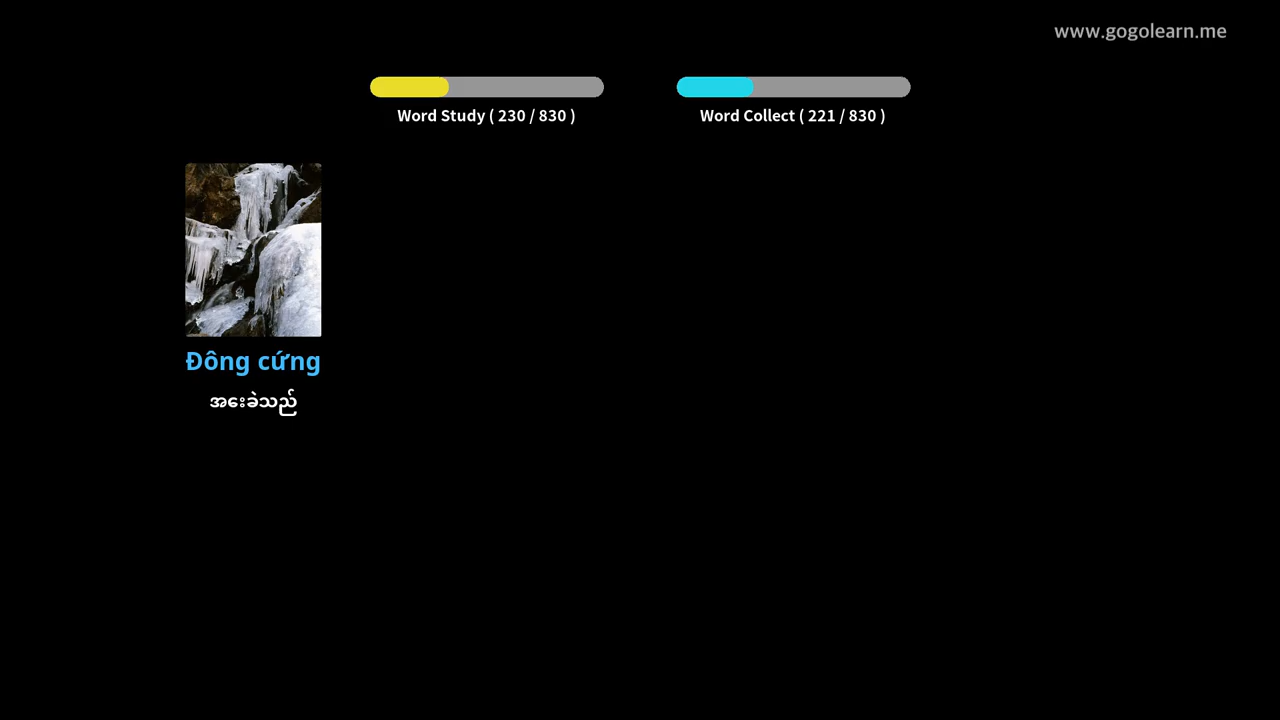 www.gogolearn.me
Word Study ( 230 / 830 )
Word Collect ( 221 / 830 )
Đông cứng
အေးခဲသည်